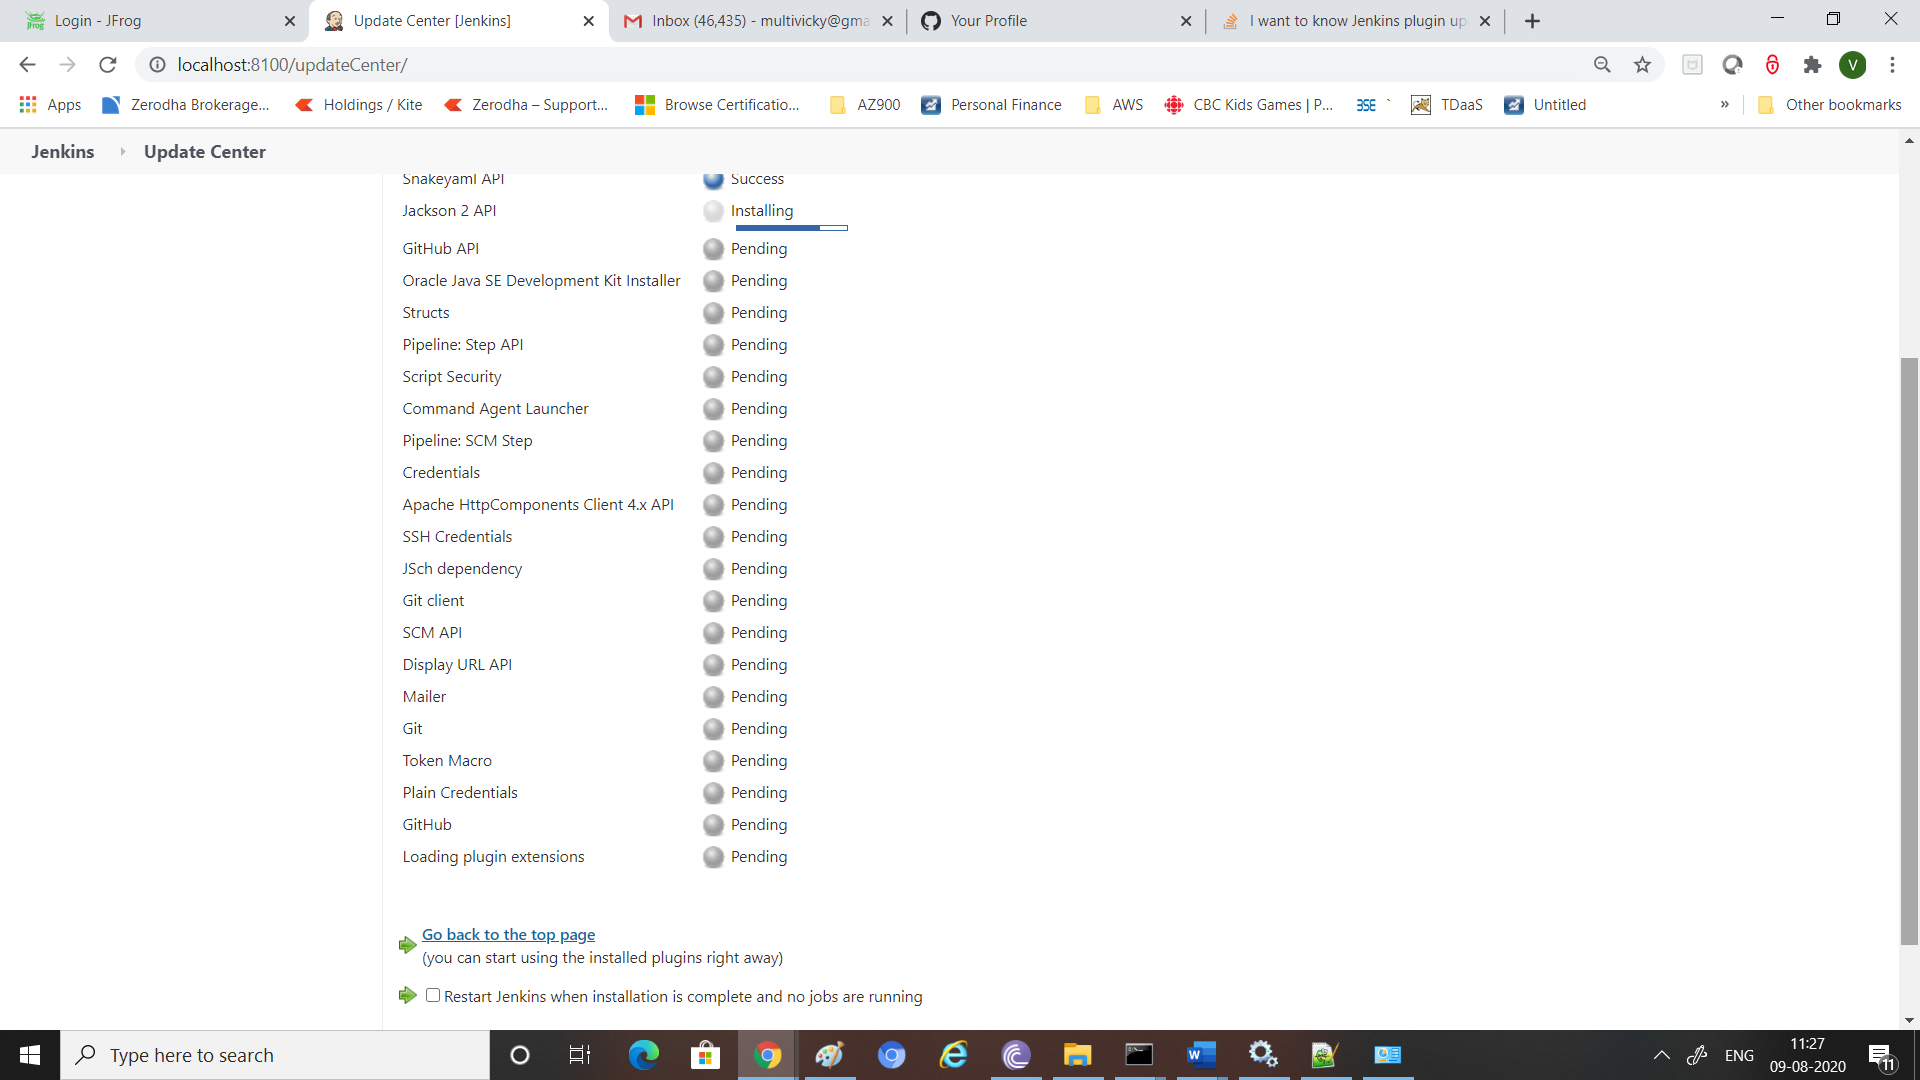 Login - JFrog
Update Center [Jenkins]
Inbox (46,435) - multivicky@gma
Your Profile
I want to know Jenkins plugin up
localhost:8100/updateCenter/
V
Apps
Zerodha Brokerage...
Holdings / Kite
Zerodha – Support...
Browse Certificatio...
AZ900
Personal Finance
AWS
CBC Kids Games | P...
BSE
`
TDaaS
Untitled
»
Other bookmarks
Jenkins
Update Center
Snakeyaml API Success
Jackson 2 API Installing
GitHub API Pending
Oracle Java SE Development Kit Installer Pending
Structs Pending
Pipeline: Step API Pending
Script Security Pending
Command Agent Launcher Pending
Pipeline: SCM Step Pending
Credentials Pending
Apache HttpComponents Client 4.x API Pending
SSH Credentials Pending
JSch dependency Pending
Git client Pending
SCM API Pending
Display URL API Pending
Mailer Pending
Git Pending
Token Macro Pending
Plain Credentials Pending
GitHub Pending
Loading plugin extensions Pending
Go back to the top page
(you can start using the installed plugins right away)
Restart Jenkins when installation is complete and no jobs are running
Type here to search
ENG
11:27
09-08-2020
11